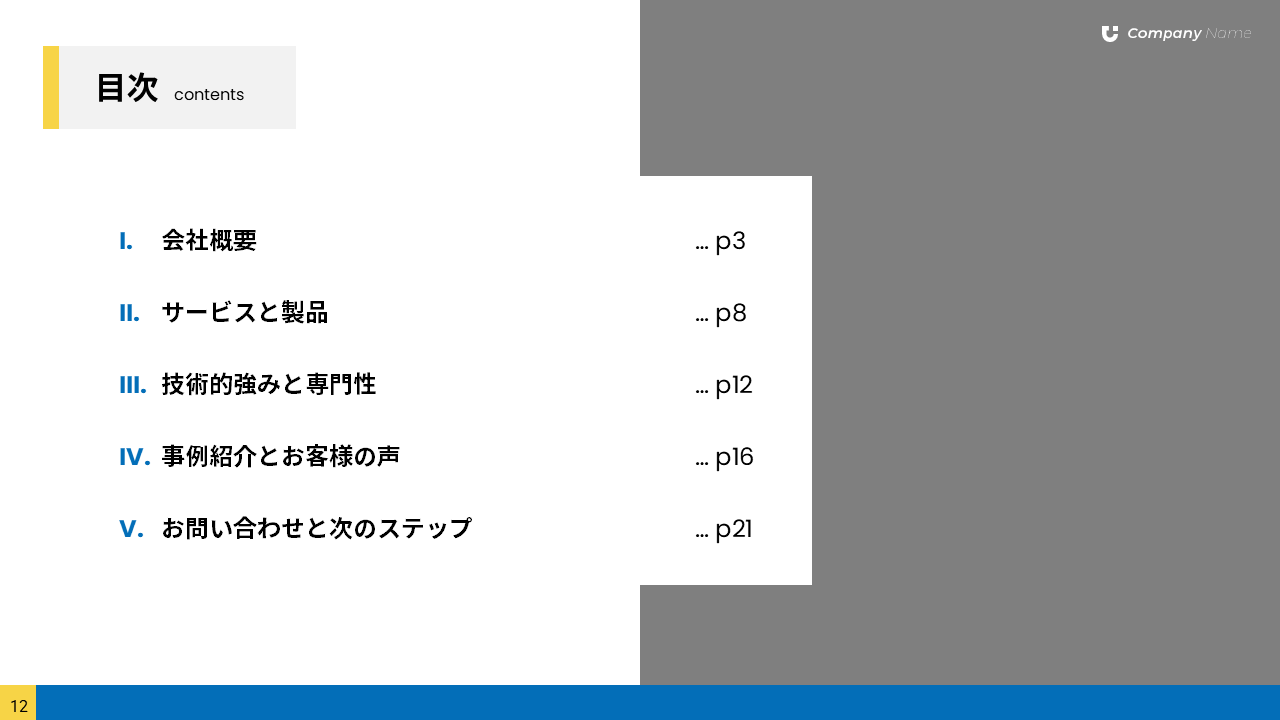 Company Name
目次 contents
I. 会社概要 ... p3
II. サービスと製品 ... p8
III. 技術的強みと専門性 ... p12
IV. 事例紹介とお客様の声 ... p16
V. お問い合わせと次のステップ ... p21
12